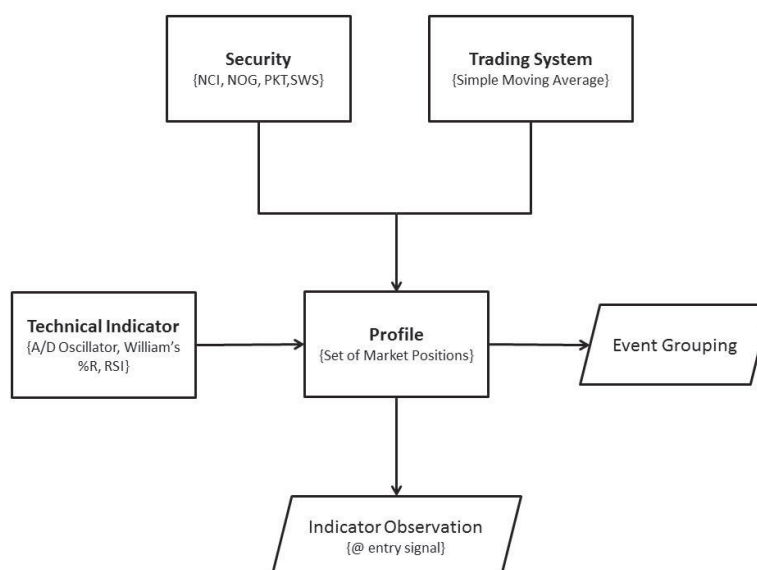 Security
{NCI, NOG, PKT,SWS}
Trading System
{Simple Moving Average}
Technical Indicator
{A/D Oscillator, William’s
%R, RSI}
Profile
{Set of Market Positions}
Event Grouping
Indicator Observation
{@ entry signal}